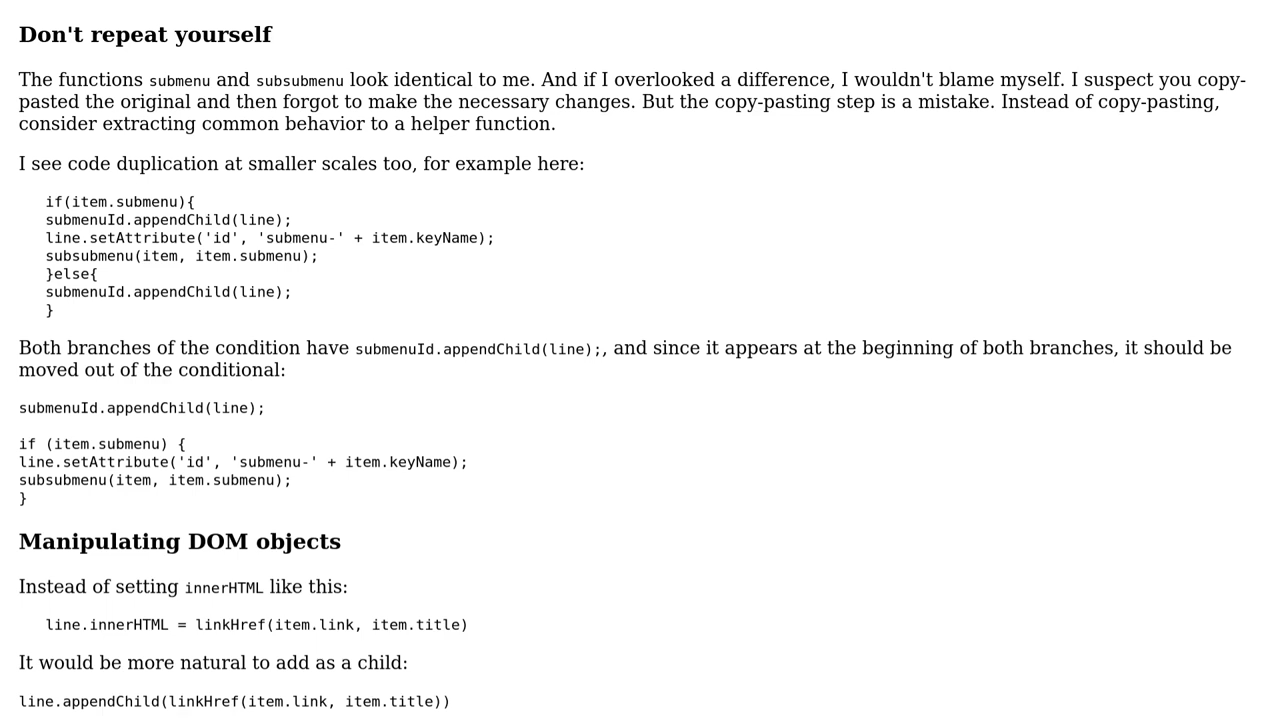 Don't repeat yourself
The functions submenu and subsubmenu look identical to me. And if I overlooked a difference, I wouldn't blame myself. I suspect you copy-
pasted the original and then forgot to make the necessary changes. But the copy-pasting step is a mistake. Instead of copy-pasting,
consider extracting common behavior to a helper function.
I see code duplication at smaller scales too, for example here:
if(item.submenu){
submenuId.appendChild(line);
line.setAttribute('id', 'submenu-' + item.keyName);
subsubmenu(item, item.submenu);
}else{
submenuId.appendChild(line);
}
Both branches of the condition have submenuId.appendChild(line);, and since it appears at the beginning of both branches, it should be
moved out of the conditional:
submenuId.appendChild(line);
if (item.submenu) {
line.setAttribute('id', 'submenu-' + item.keyName);
subsubmenu(item, item.submenu);
}
Manipulating DOM objects
Instead of setting innerHTML like this:
line.innerHTML = linkHref(item.link, item.title)
It would be more natural to add as a child:
line.appendChild(linkHref(item.link, item.title))